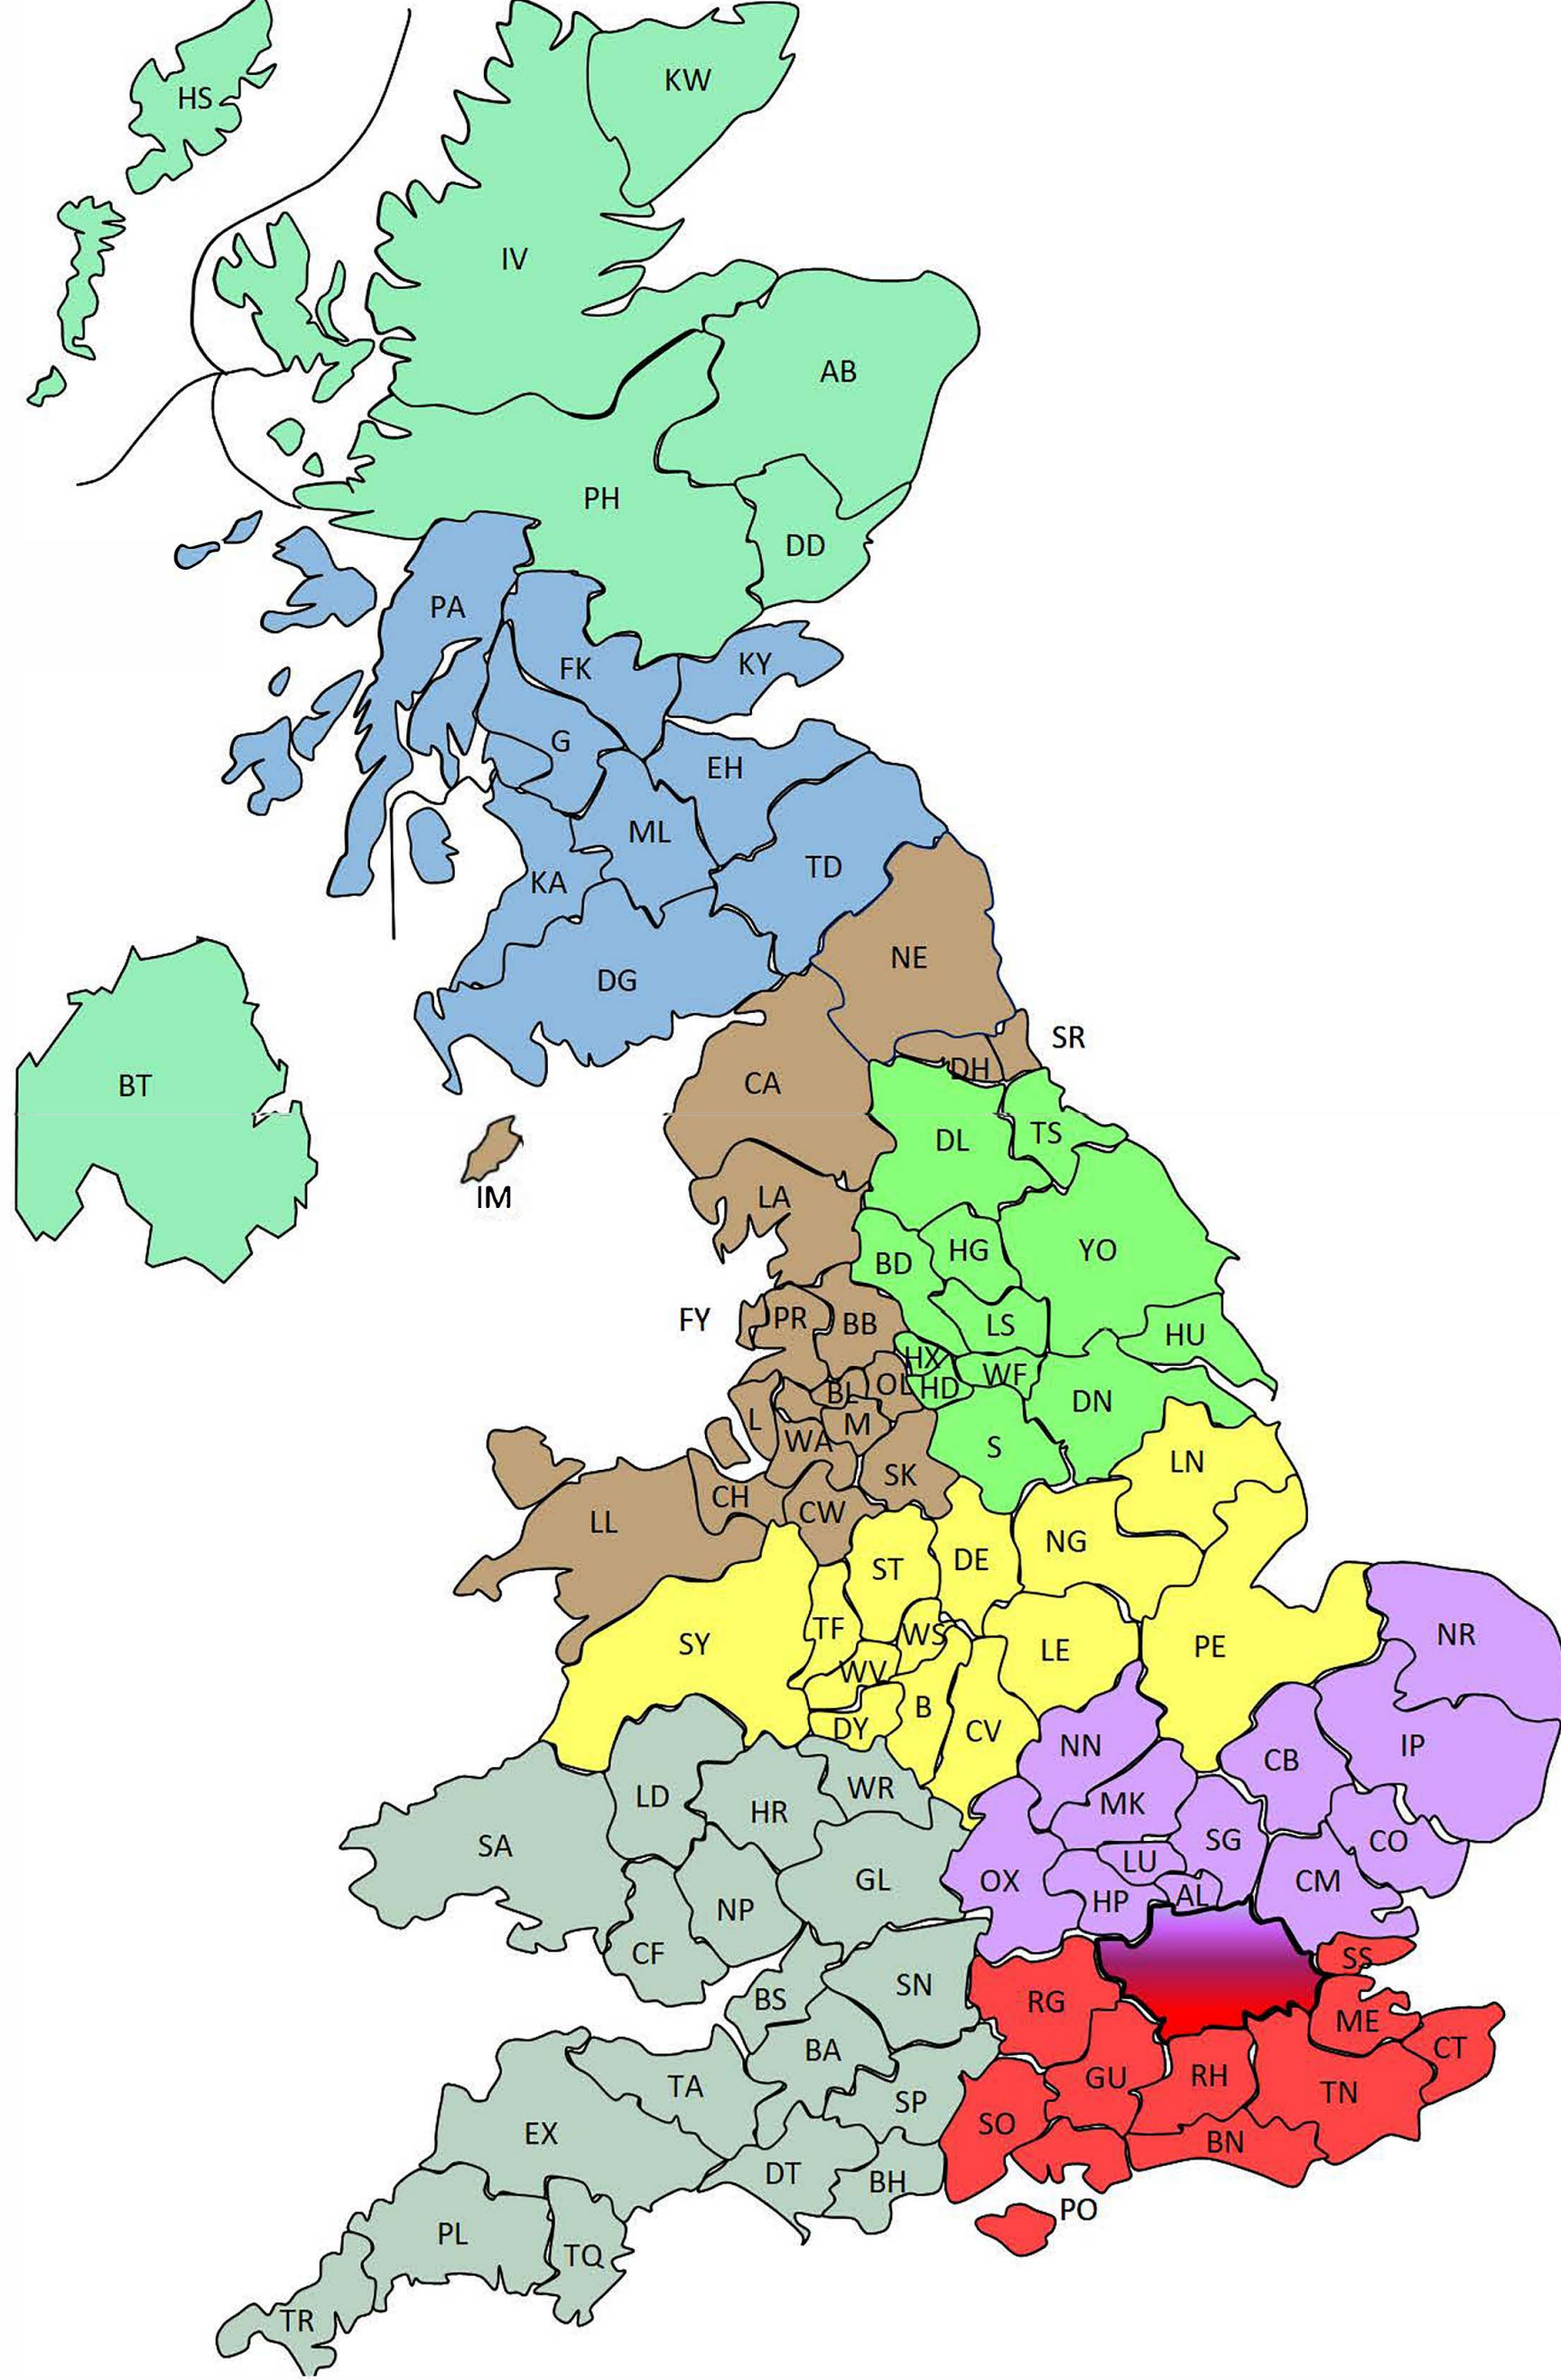 HS
KW
IV
AB
PH
DD
PA
FK
KY
G
EH
ML
TD
KA
NE
DG
SR
DH
CA
BT
DL
TS
IM
LA
HG
YO
BD
FY
PR
BB
LS
HU
HX
WF
OL
HD
BL
DN
L
M
WA
S
LN
SK
CH
CW
LL
NG
DE
ST
TF
WS
NR
SY
LE
PE
WV
B
DY
CV
NN
IP
CB
LD
WR
MK
HR
SG
CO
SA
LU
GL
OX
CM
HP
AL
NP
CF
SS
SN
BS
RG
ME
CT
BA
GU
RH
TA
TN
SP
SO
EX
BN
DT
BH
PO
PL
TQ
TR